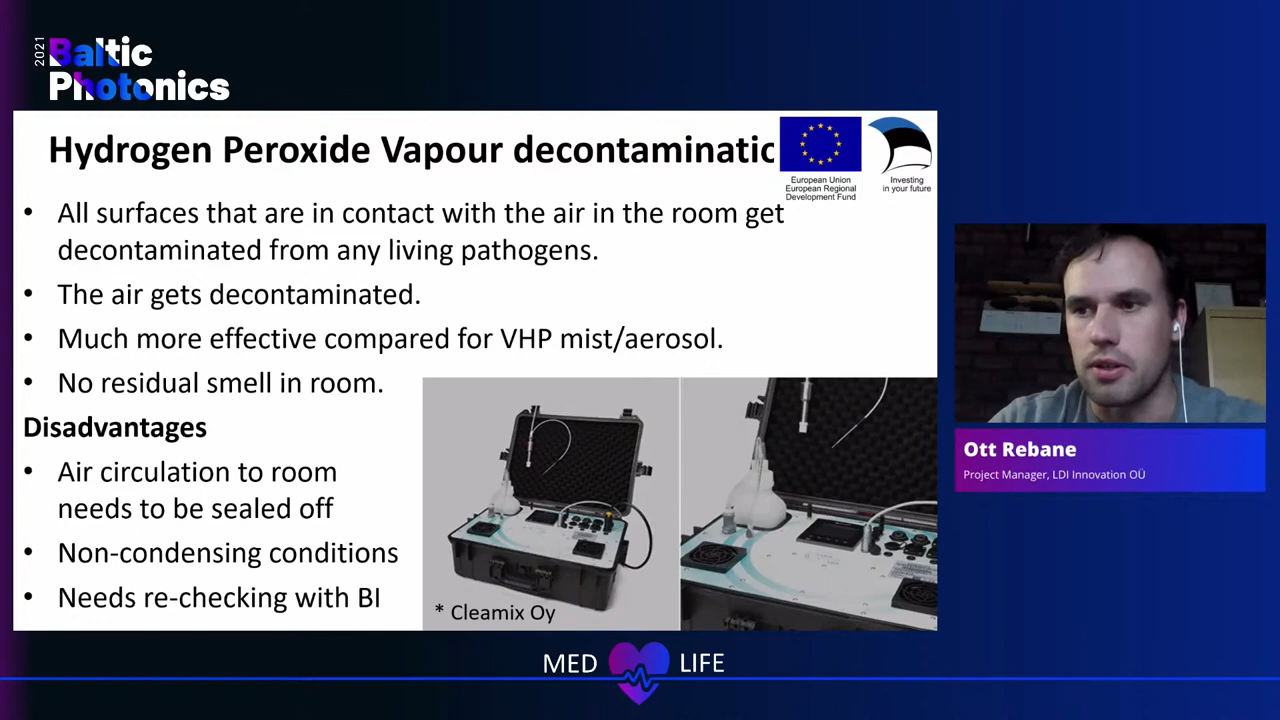 2021
Baltic
Photonics
Hydrogen Peroxide Vapour decontaminatio
European Union
European Regional
Development Fund
Investing
in your future
• All surfaces that are in contact with the air in the room get
decontaminated from any living pathogens.
• The air gets decontaminated.
• Much more effective compared for VHP mist/aerosol.
• No residual smell in room.
Disadvantages
• Air circulation to room
needs to be sealed off
• Non-condensing conditions
• Needs re-checking with BI
* Cleamix Oy
Ott Rebane
Project Manager, LDI Innovation OÜ
MED LIFE